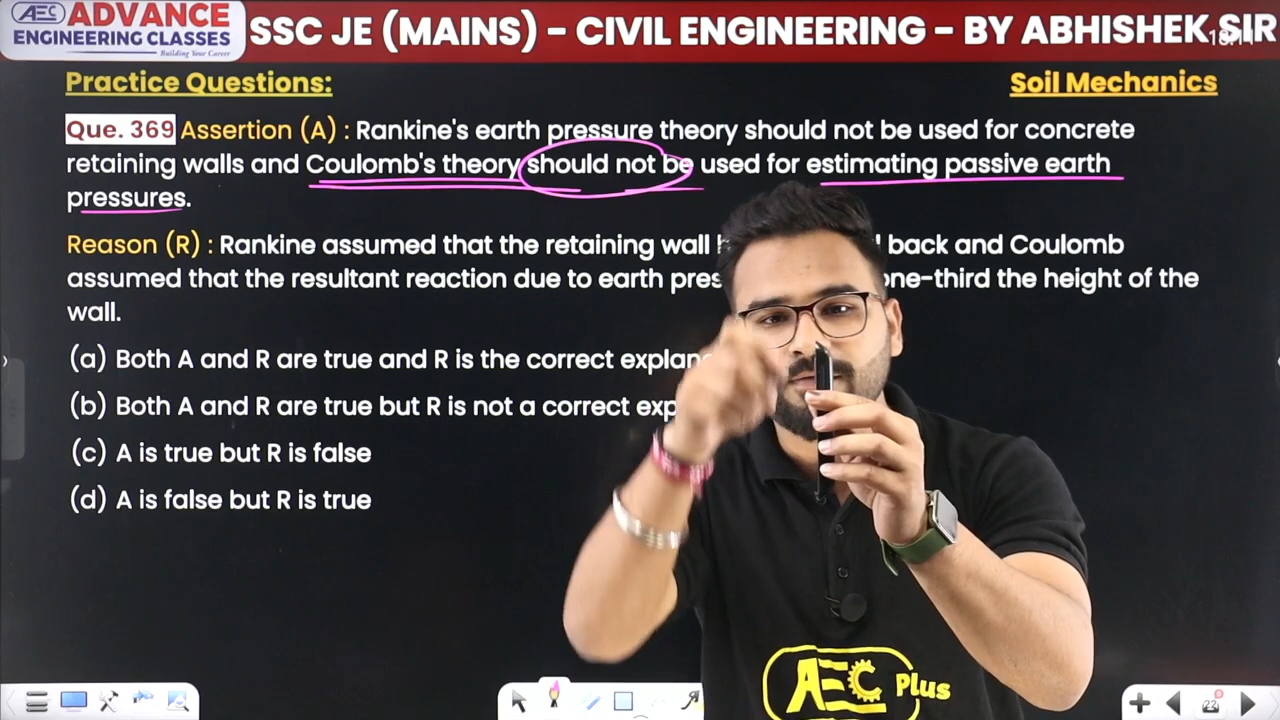 AEC ADVANCE
ENGINEERING CLASSES
Building Your Career
SSC JE (MAINS) - CIVIL ENGINEERING - BY ABHISHEK SIR
Practice Questions:
Soil Mechanics
Que. 369 Assertion (A) : Rankine's earth pressure theory should not be used for concrete
retaining walls and Coulomb's theory should not be used for estimating passive earth
pressures.
Reason (R) : Rankine assumed that the retaining wall back and Coulomb
assumed that the resultant reaction due to earth one-third the height of the
wall.
(a) Both A and R are true and R is the correct
(b) Both A and R are true but R is not a correct
(c) A is true but R is false
(d) A is false but R is true
AEC Plus